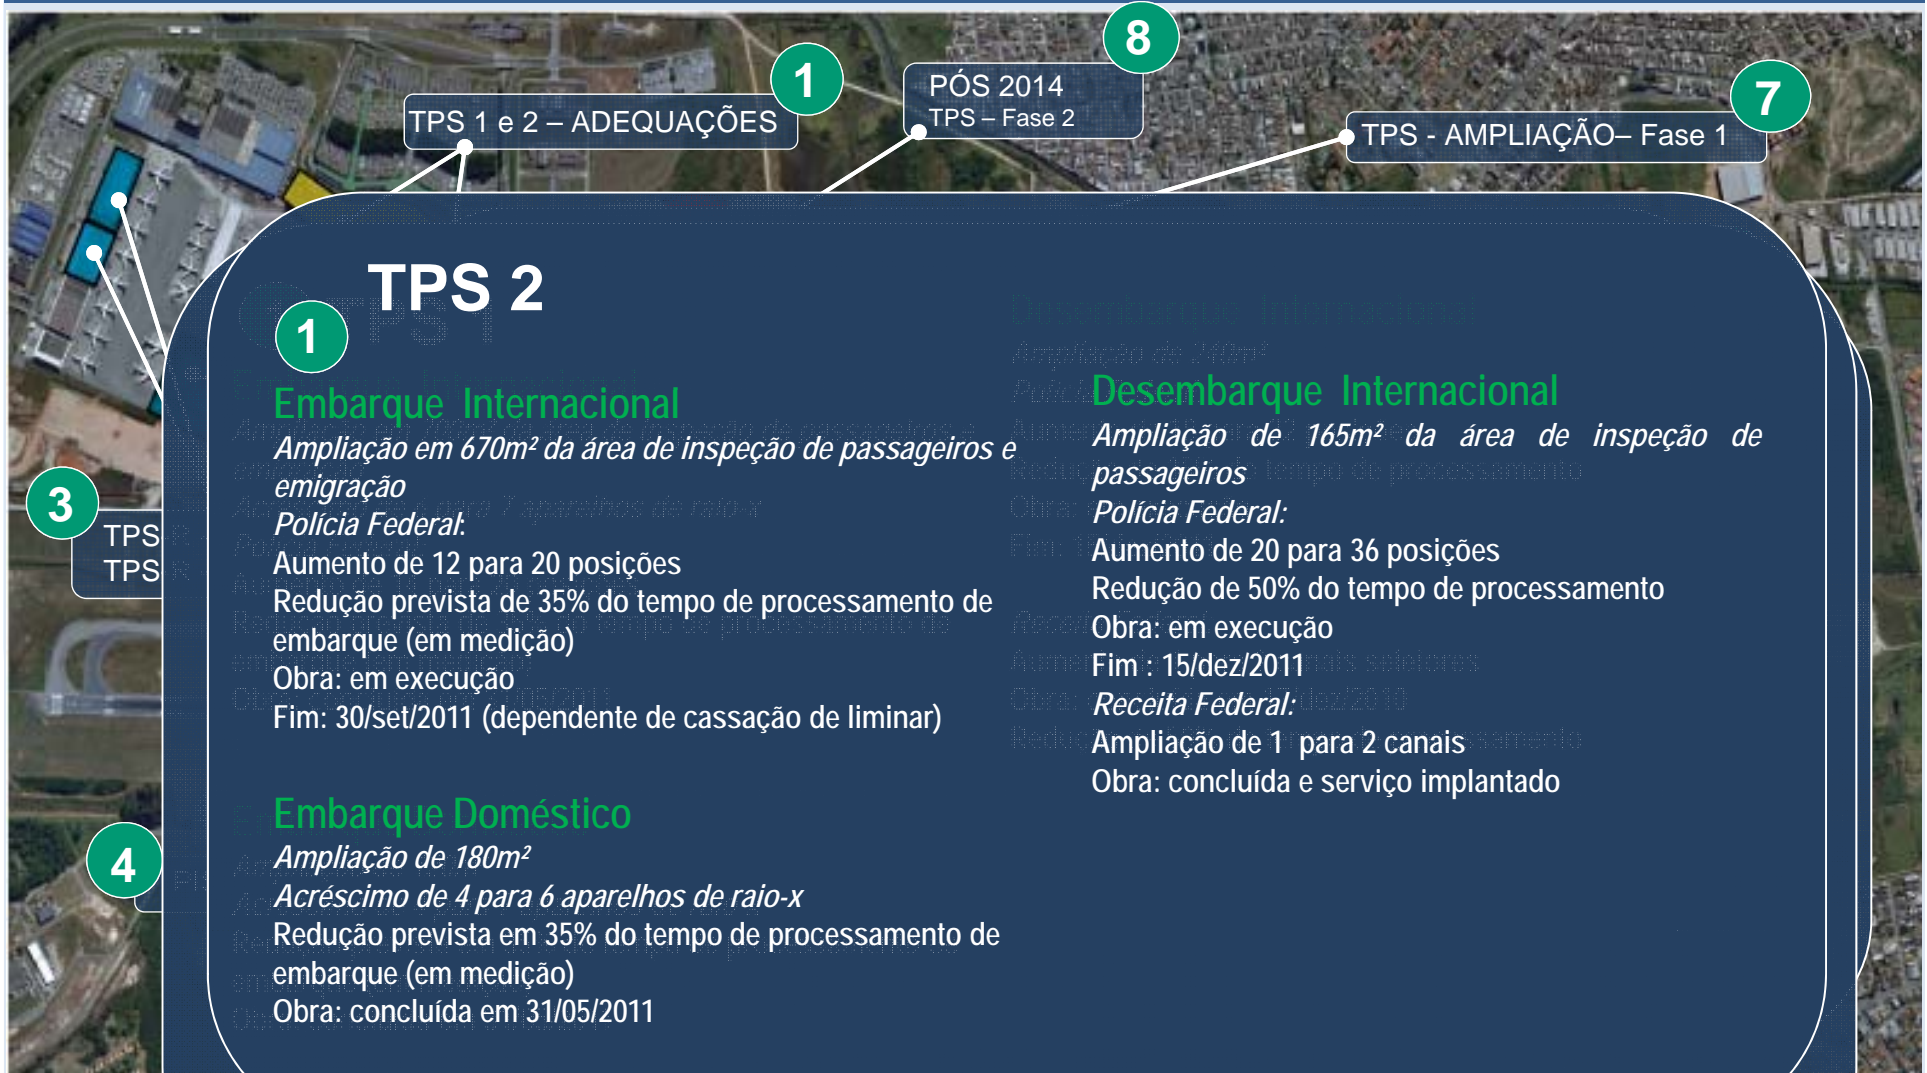 8
1
PÓS 2014
TPS – Fase 2
7
TPS 1 e 2 – ADEQUAÇÕES
TPS - AMPLIAÇÃO– Fase 1
TPS 2
1
Embarque Internacional
Ampliação em 670m² da área de inspeção de passageiros e
emigração
Polícia Federal:
Aumento de 12 para 20 posições
Redução prevista de 35% do tempo de processamento de
embarque (em medição)
Obra: em execução
Fim: 30/set/2011 (dependente de cassação de liminar)
Embarque Doméstico
Ampliação de 180m²
Acréscimo de 4 para 6 aparelhos de raio-x
Redução prevista em 35% do tempo de processamento de
embarque (em medição)
Obra: concluída em 31/05/2011
Desembarque Internacional
Ampliação de 165m² da área de inspeção de
passageiros
Polícia Federal:
Aumento de 20 para 36 posições
Redução de 50% do tempo de processamento
Obra: em execução
Fim : 15/dez/2011
Receita Federal:
Ampliação de 1 para 2 canais
Obra: concluída e serviço implantado
3
TPS
TPS
4